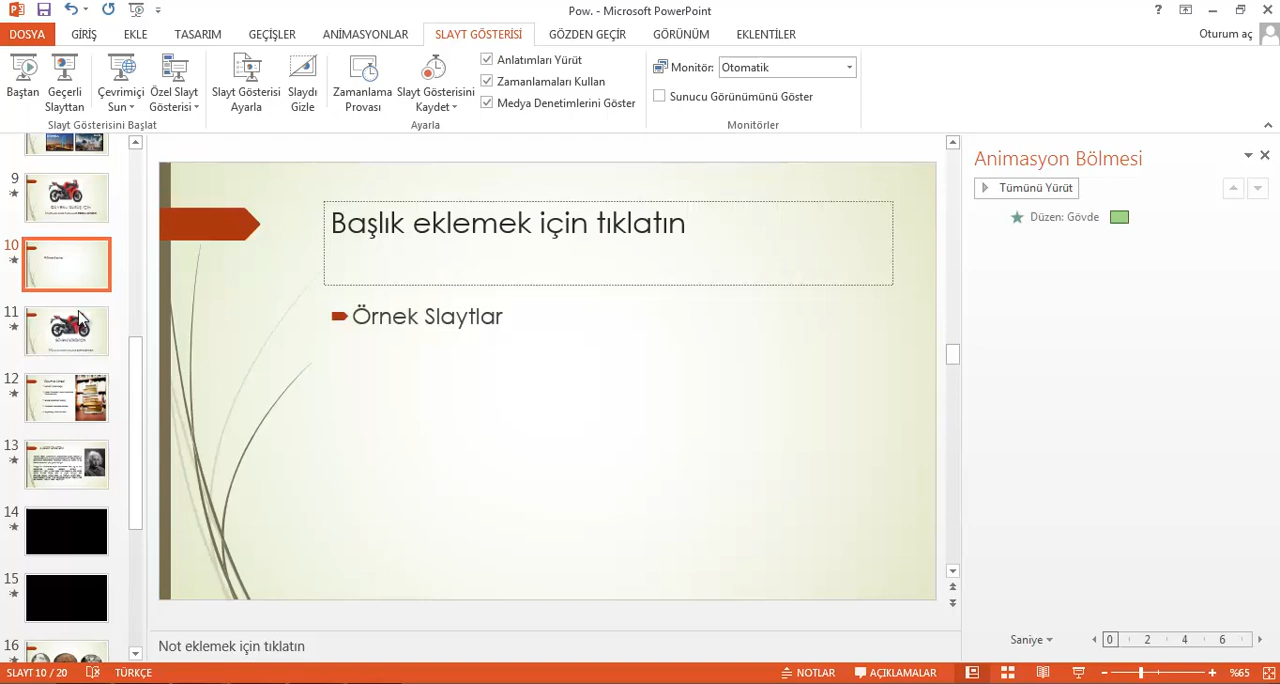 Pow. - Microsoft PowerPoint
?
DOSYA GİRİŞ EKLE TASARIM GEÇİŞLER ANİMASYONLAR SLAYT GÖSTERİSİ GÖZDEN GEÇİR GÖRÜNÜM EKLENTİLER Oturum aç
Baştan
Geçerli Slayttan
Çevrimiçi Sun
Özel Slayt Gösterisi
Slayt Gösterisini Başlat
Slayt Gösterisi Ayarla
Slaydı Gizle
Zamanlama Provası
Slayt Gösterisini Kaydet
Anlatımları Yürüt
Zamanlamaları Kullan
Medya Denetimlerini Göster
Ayarla
Monitör: Otomatik
Sunucu Görünümünü Göster
Monitörler
9
10
11
12
13
14
15
16
Başlık eklemek için tıklatın
Örnek Slaytlar
Not eklemek için tıklatın
Animasyon Bölmesi
Tümünü Yürüt
Düzen: Gövde
Saniye 0 2 4 6
SLAYT 10 / 20 TÜRKÇE NOTLAR AÇIKLAMALAR %65